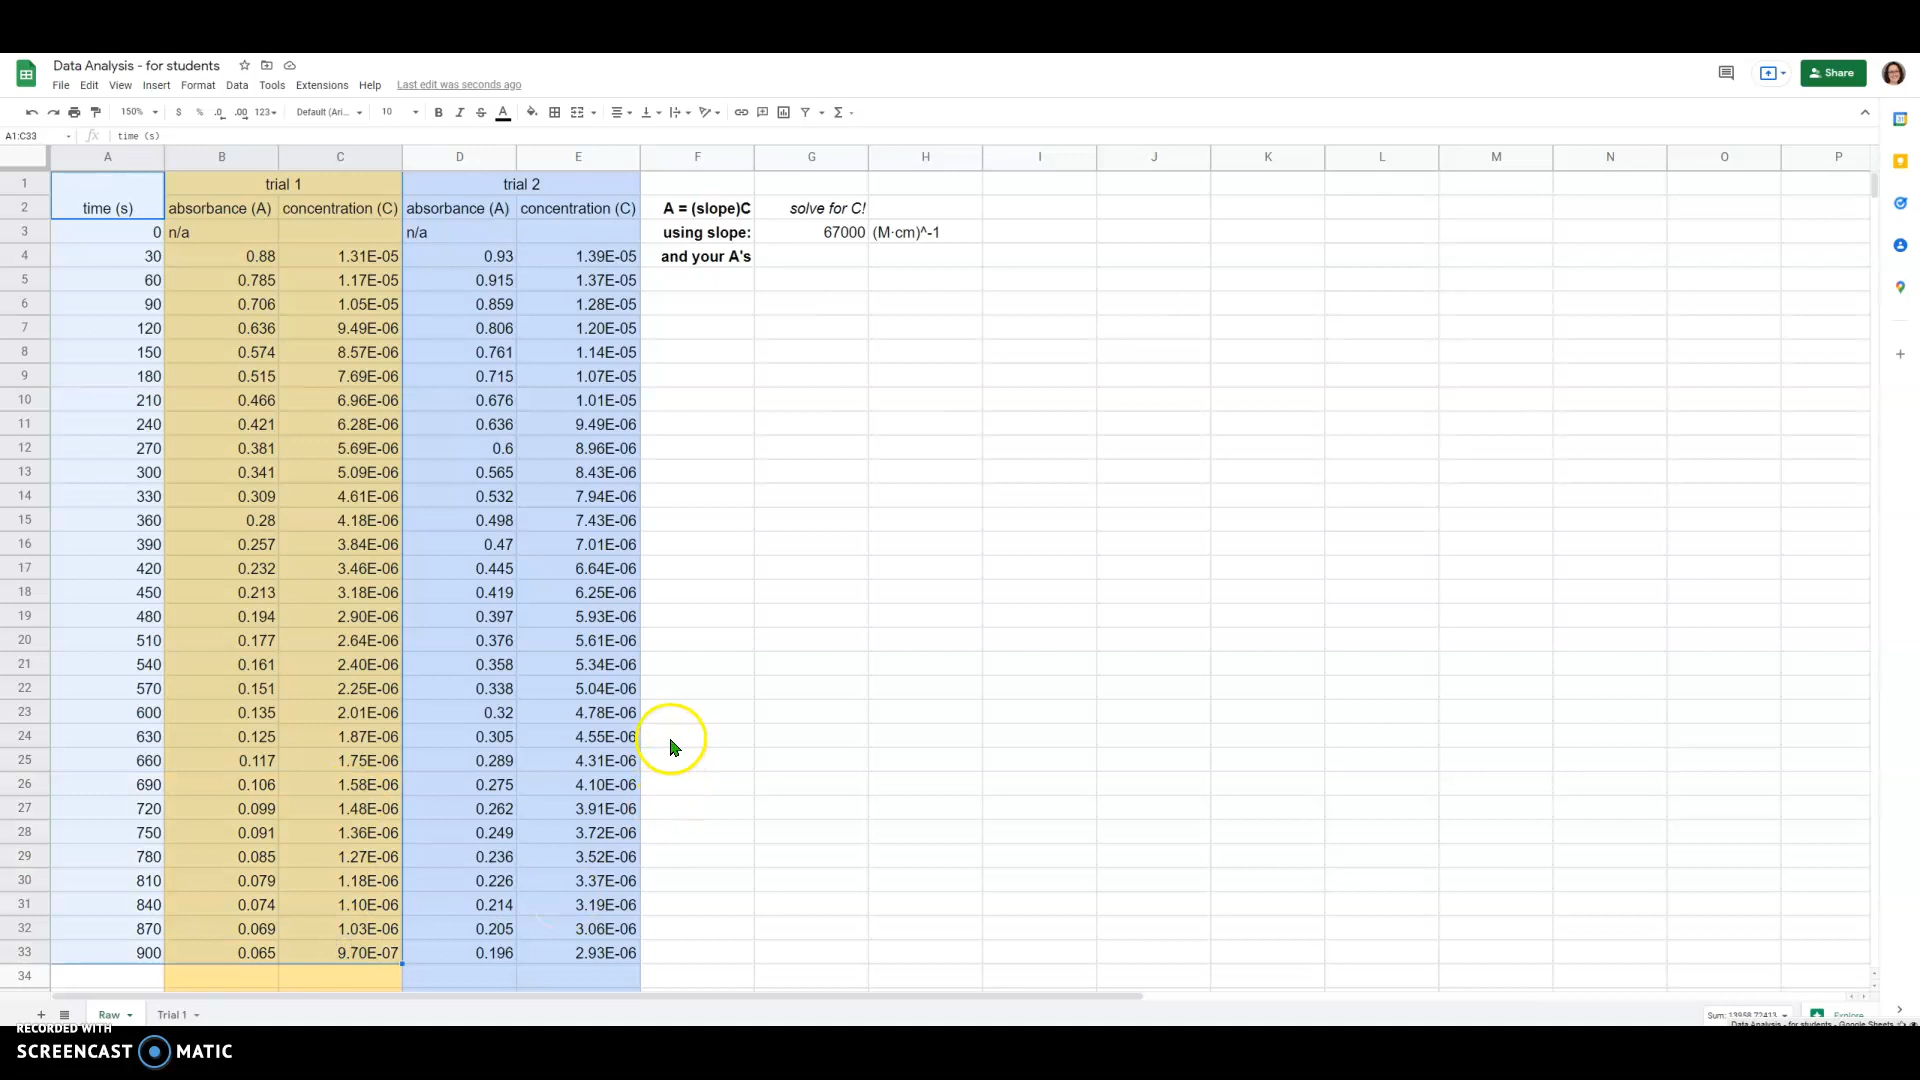 Data Analysis - for students
File Edit View Insert Format Data Tools Extensions Help Last edit was seconds ago
Share
150% $ % .0 .00 123 Default (Ari... 10 B I S A Σ
A1:C33 fx time (s)
A B C D E F G H I J K L M N O P
1 trial 1 trial 2
2 time (s) absorbance (A) concentration (C) absorbance (A) concentration (C) A = (slope)C solve for C!
3 0 n/a n/a using slope: 67000 (M·cm)^-1
4 30 0.88 1.31E-05 0.93 1.39E-05 and your A's
5 60 0.785 1.17E-05 0.915 1.37E-05
6 90 0.706 1.05E-05 0.859 1.28E-05
7 120 0.636 9.49E-06 0.806 1.20E-05
8 150 0.574 8.57E-06 0.761 1.14E-05
9 180 0.515 7.69E-06 0.715 1.07E-05
10 210 0.466 6.96E-06 0.676 1.01E-05
11 240 0.421 6.28E-06 0.636 9.49E-06
12 270 0.381 5.69E-06 0.6 8.96E-06
13 300 0.341 5.09E-06 0.565 8.43E-06
14 330 0.309 4.61E-06 0.532 7.94E-06
15 360 0.28 4.18E-06 0.498 7.43E-06
16 390 0.257 3.84E-06 0.47 7.01E-06
17 420 0.232 3.46E-06 0.445 6.64E-06
18 450 0.213 3.18E-06 0.419 6.25E-06
19 480 0.194 2.90E-06 0.397 5.93E-06
20 510 0.177 2.64E-06 0.376 5.61E-06
21 540 0.161 2.40E-06 0.358 5.34E-06
22 570 0.151 2.25E-06 0.338 5.04E-06
23 600 0.135 2.01E-06 0.32 4.78E-06
24 630 0.125 1.87E-06 0.305 4.55E-06
25 660 0.117 1.75E-06 0.289 4.31E-06
26 690 0.106 1.58E-06 0.275 4.10E-06
27 720 0.099 1.48E-06 0.262 3.91E-06
28 750 0.091 1.36E-06 0.249 3.72E-06
29 780 0.085 1.27E-06 0.236 3.52E-06
30 810 0.079 1.18E-06 0.226 3.37E-06
31 840 0.074 1.10E-06 0.214 3.19E-06
32 870 0.069 1.03E-06 0.205 3.06E-06
33 900 0.065 9.70E-07 0.196 2.93E-06
34
Raw Trial 1 Sum: 13958.72413 Explore
Data Analysis - for students - Google Sheets
RECORDED WITH
SCREENCAST MATIC